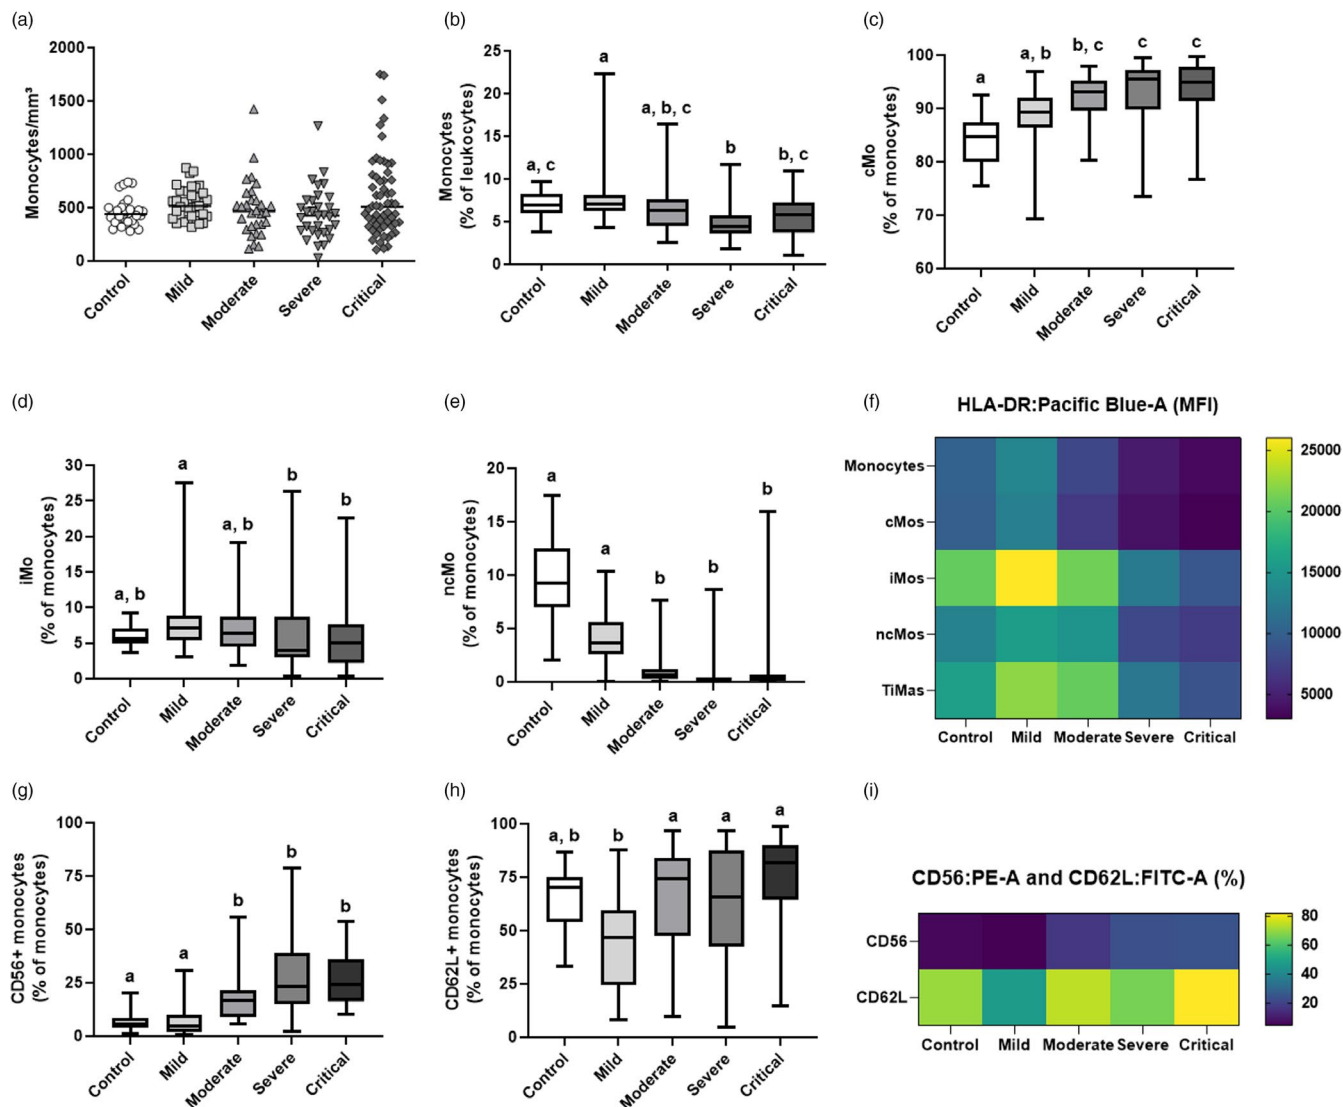 (a)
Monocytes/mm³
2000
1500
1000
500
0
Control
Mild
Moderate
Severe
Critical
(b)
Monocytes
(% of leukocytes)
25
20
15
10
5
0
a, c
a
a, b, c
b
b, c
Control
Mild
Moderate
Severe
Critical
(c)
cMo
(% of monocytes)
100
90
80
70
60
a
a, b
b, c
c
c
Control
Mild
Moderate
Severe
Critical
(d)
iMo
(% of monocytes)
30
25
20
15
10
5
0
a, b
a
a, b
b
b
Control
Mild
Moderate
Severe
Critical
(e)
ncMo
(% of monocytes)
20
15
10
5
0
a
a
b
b
b
Control
Mild
Moderate
Severe
Critical
(f)
HLA-DR:Pacific Blue-A (MFI)
Monocytes
cMos
iMos
ncMos
TiMas
Control
Mild
Moderate
Severe
Critical
25000
20000
15000
10000
5000
(g)
CD56+ monocytes
(% of monocytes)
100
75
50
25
0
a
a
b
b
b
Control
Mild
Moderate
Severe
Critical
(h)
CD62L+ monocytes
(% of monocytes)
100
75
50
25
0
a, b
b
a
a
a
Control
Mild
Moderate
Severe
Critical
(i)
CD56:PE-A and CD62L:FITC-A (%)
CD56
CD62L
Control
Mild
Moderate
Severe
Critical
80
60
40
20